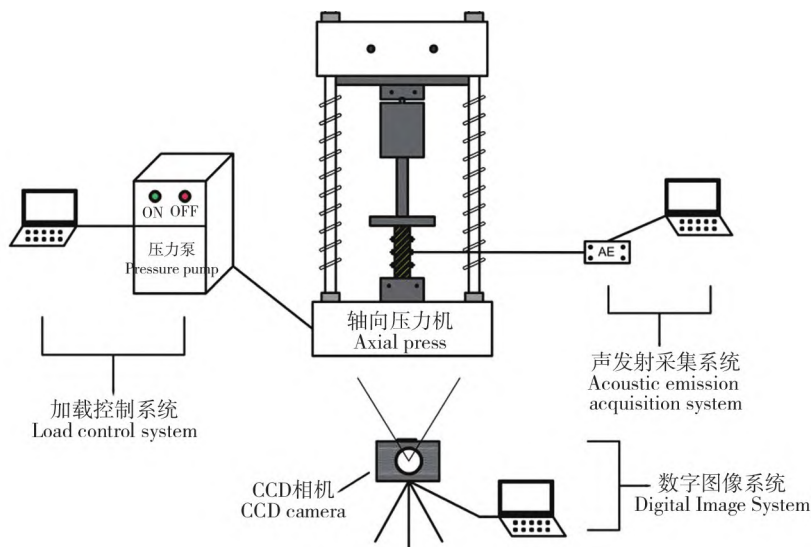 ON OFF
压力泵
Pressure pump
轴向压力机
Axial press
AE
加载控制系统
Load control system
声发射采集系统
Acoustic emission
acquisition system
CCD相机
CCD camera
数字图像系统
Digital Image System